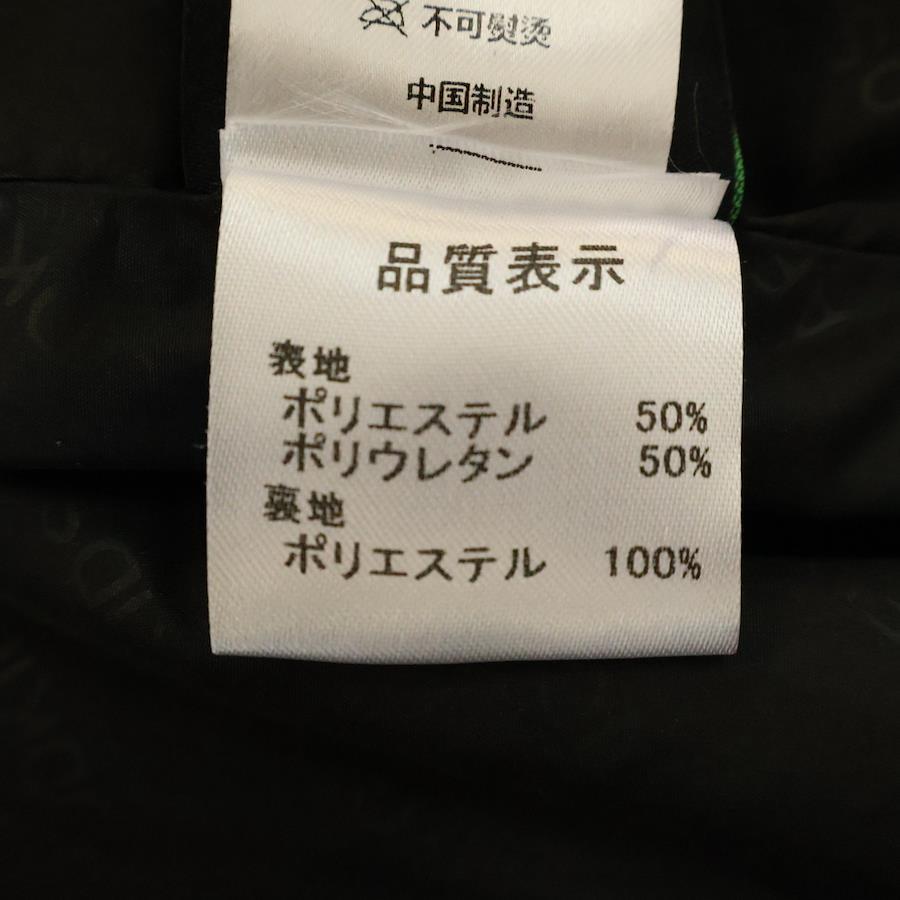 不可熨烫
中国制造
品質表示
表地
ポリエステル 50%
ポリウレタン 50%
裏地
ポリエステル 100%